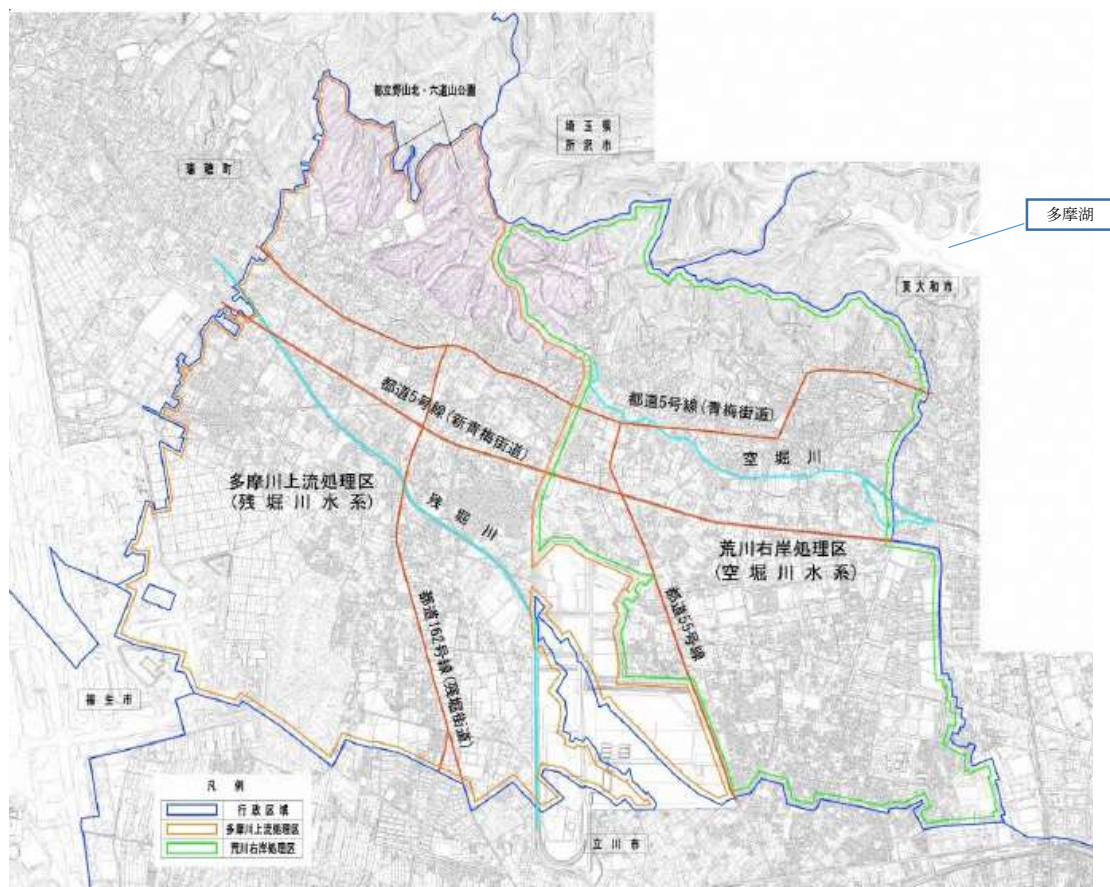 都立野山北・六道山公園
埼玉県
所沢市
瑞穂町
多摩湖
東大和市
都道5号線(新青梅街道)
都道5号線(青梅街道)
空堀川
多摩川上流処理区
(残堀川水系)
残堀川
荒川右岸処理区
(空堀川水系)
都道55号線
都道162号線(残堀街道)
福生市
凡例
行政区域
多摩川上流処理区
荒川右岸処理区
立川市